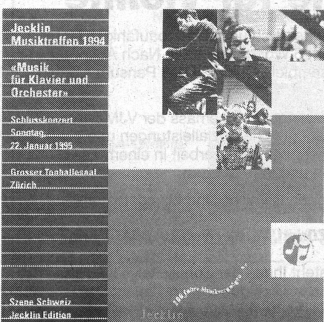 Jecklin
Musiktreffen 1994
«Musik
für Klavier und
Orchester»
Schlusskonzert
Sonntag,
22. Januar 1995
Grosser Tonhallesaal
Zürich
Szene Schweiz
Jecklin Edition
Jecklin